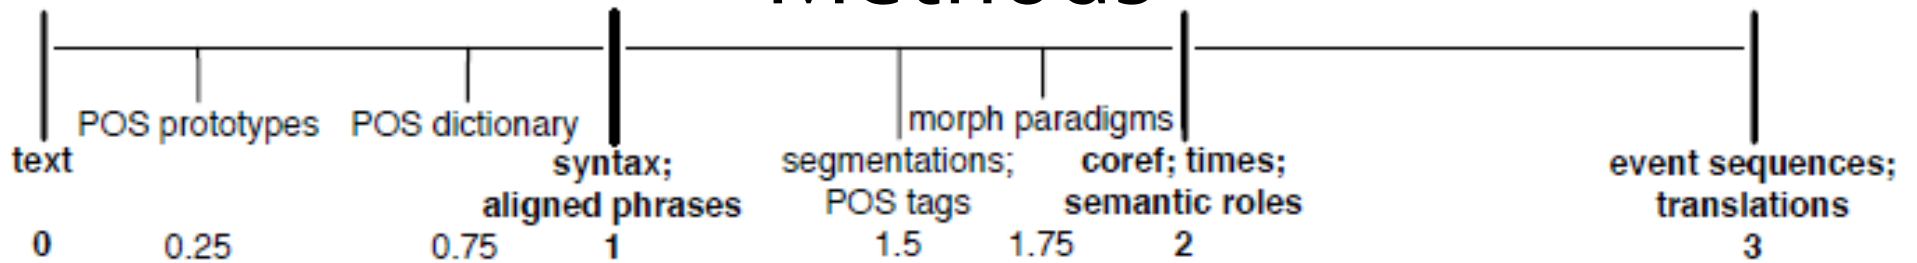 Methods
POS prototypes POS dictionary morph paradigms
text syntax; segmentations; coref; times; event sequences;
aligned phrases POS tags semantic roles translations
0 0.25 0.75 1 1.5 1.75 2 3